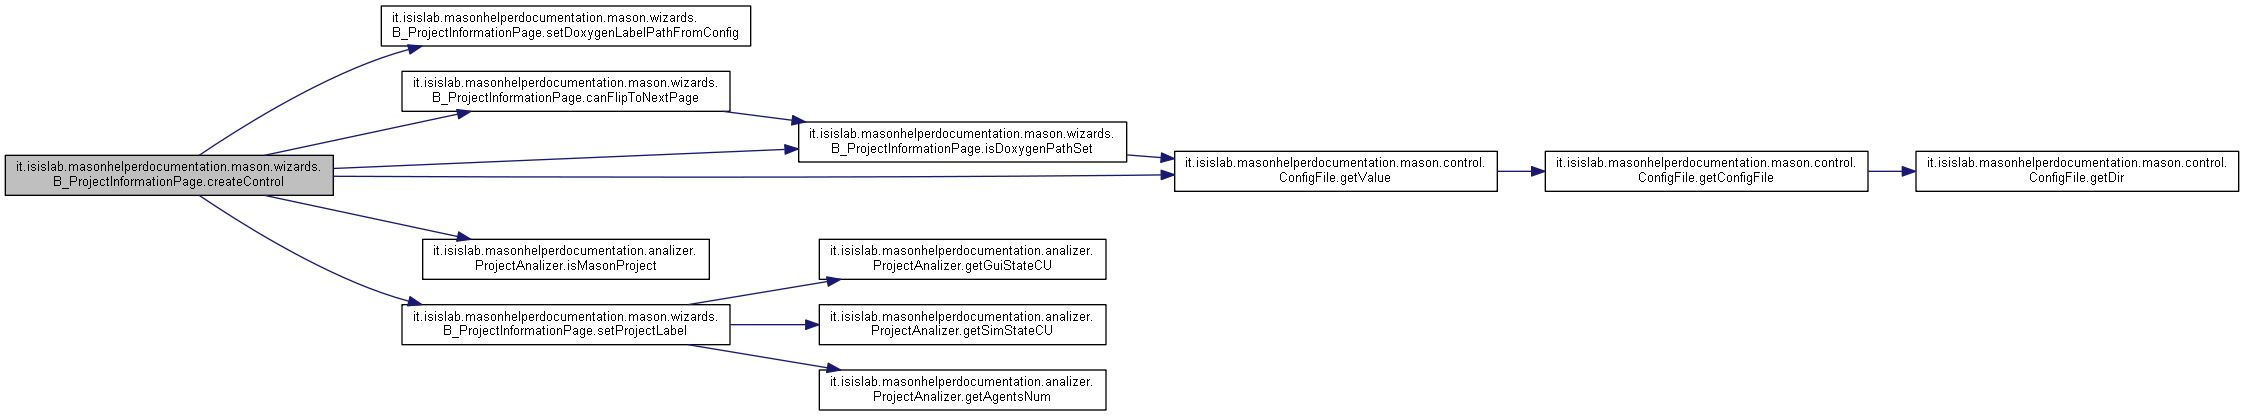 it.isislab.masonhelperdocumentation.mason.wizards.
B_ProjectInformationPage.createControl
it.isislab.masonhelperdocumentation.mason.wizards.
B_ProjectInformationPage.setDoxygenLabelPathFromConfig
it.isislab.masonhelperdocumentation.mason.wizards.
B_ProjectInformationPage.canFlipToNextPage
it.isislab.masonhelperdocumentation.mason.wizards.
B_ProjectInformationPage.isDoxygenPathSet
it.isislab.masonhelperdocumentation.mason.control.
ConfigFile.getValue
it.isislab.masonhelperdocumentation.mason.control.
ConfigFile.getConfigFile
it.isislab.masonhelperdocumentation.mason.control.
ConfigFile.getDir
it.isislab.masonhelperdocumentation.analizer.
ProjectAnalizer.isMasonProject
it.isislab.masonhelperdocumentation.mason.wizards.
B_ProjectInformationPage.setProjectLabel
it.isislab.masonhelperdocumentation.analizer.
ProjectAnalizer.getGuiStateCU
it.isislab.masonhelperdocumentation.analizer.
ProjectAnalizer.getSimStateCU
it.isislab.masonhelperdocumentation.analizer.
ProjectAnalizer.getAgentsNum